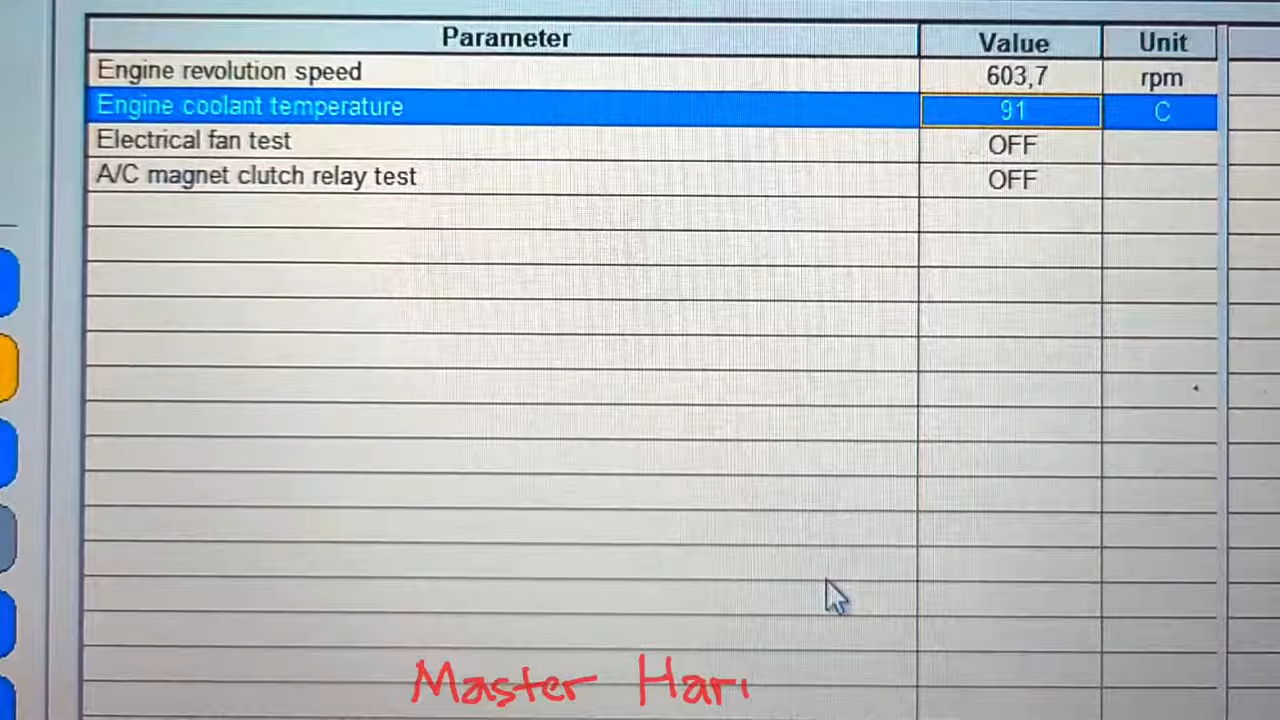 Parameter Value Unit
Engine revolution speed 603,7 rpm
Engine coolant temperature 91 C
Electrical fan test OFF
A/C magnet clutch relay test OFF
Master Hari